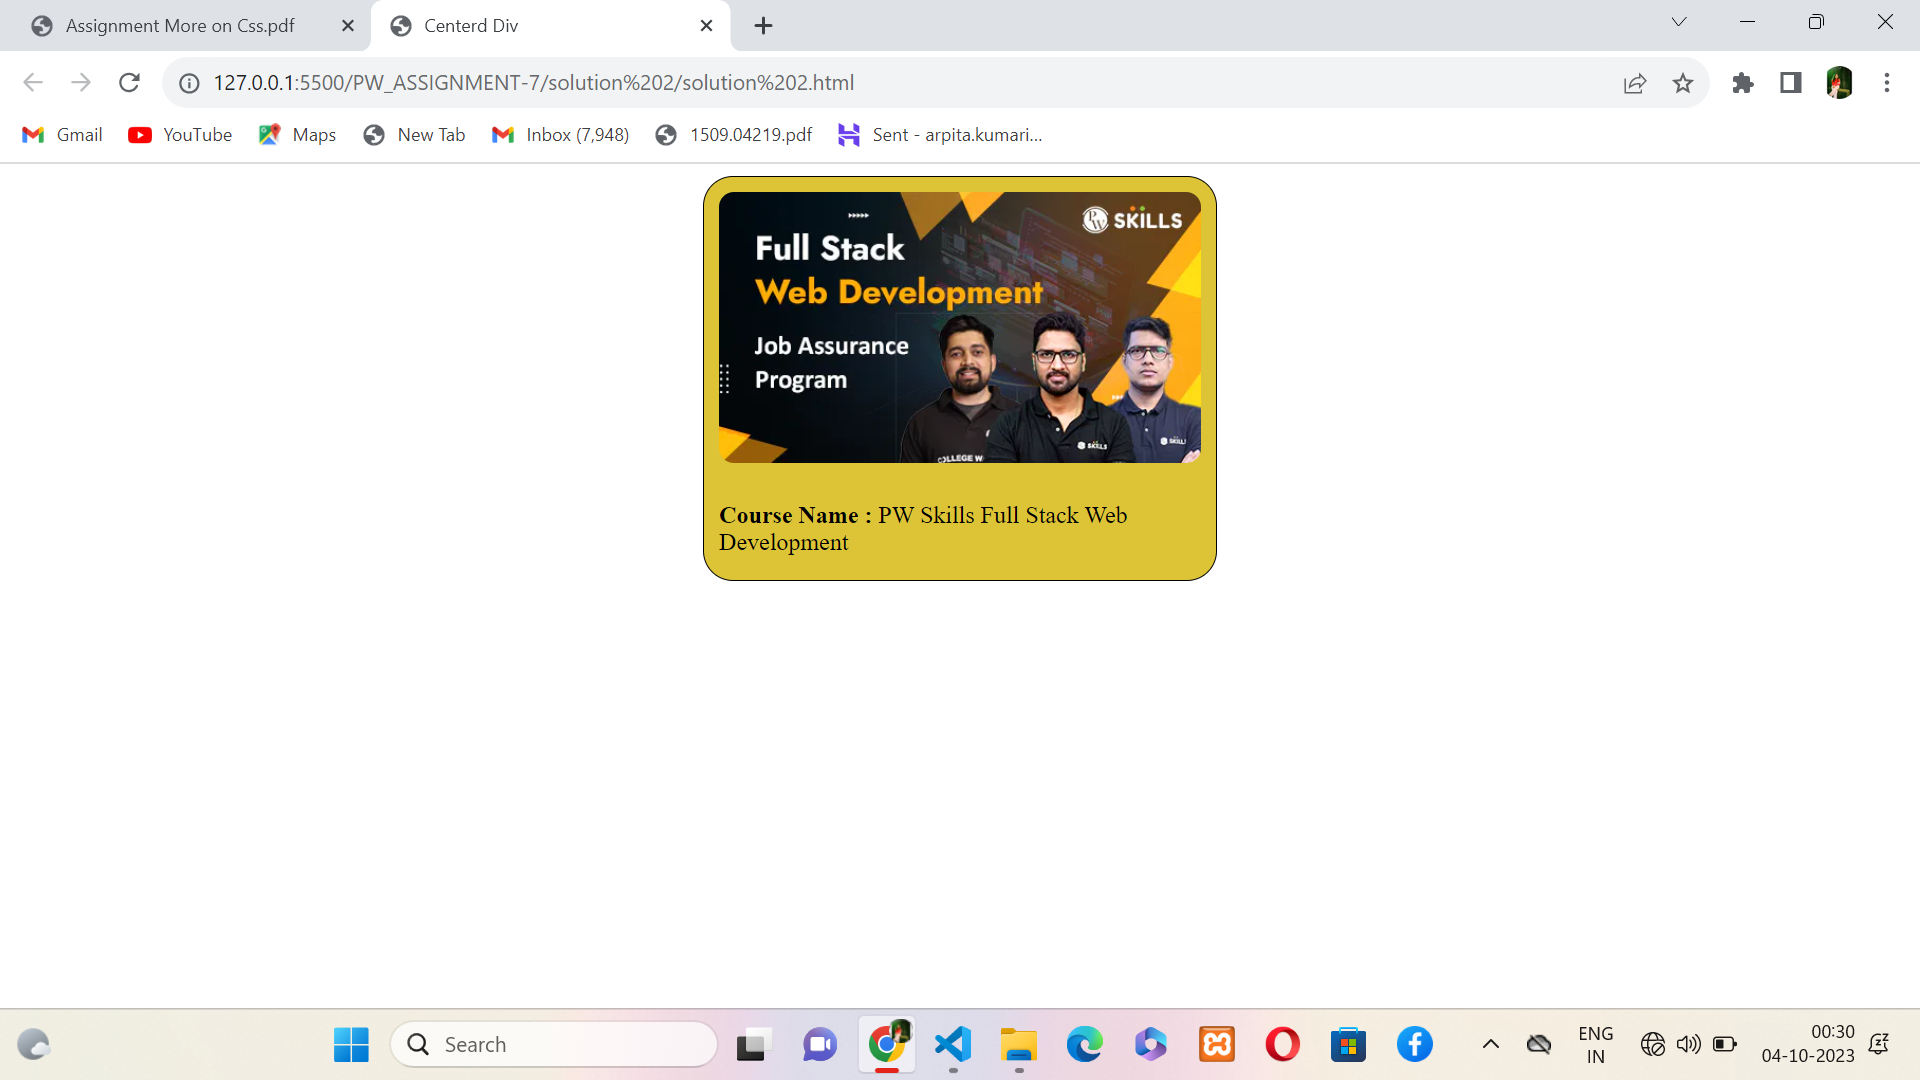 Assignment More on Css.pdf
Centerd Div
127.0.0.1:5500/PW_ASSIGNMENT-7/solution%202/solution%202.html
Gmail
YouTube
Maps
New Tab
Inbox (7,948)
1509.04219.pdf
Sent - arpita.kumari...
PW SKILLS
Full Stack
Web Development
Job Assurance
Program
COLLEGE W
SKILLS
SKILL
Course Name : PW Skills Full Stack Web
Development
Search
ENG
IN
00:30
04-10-2023